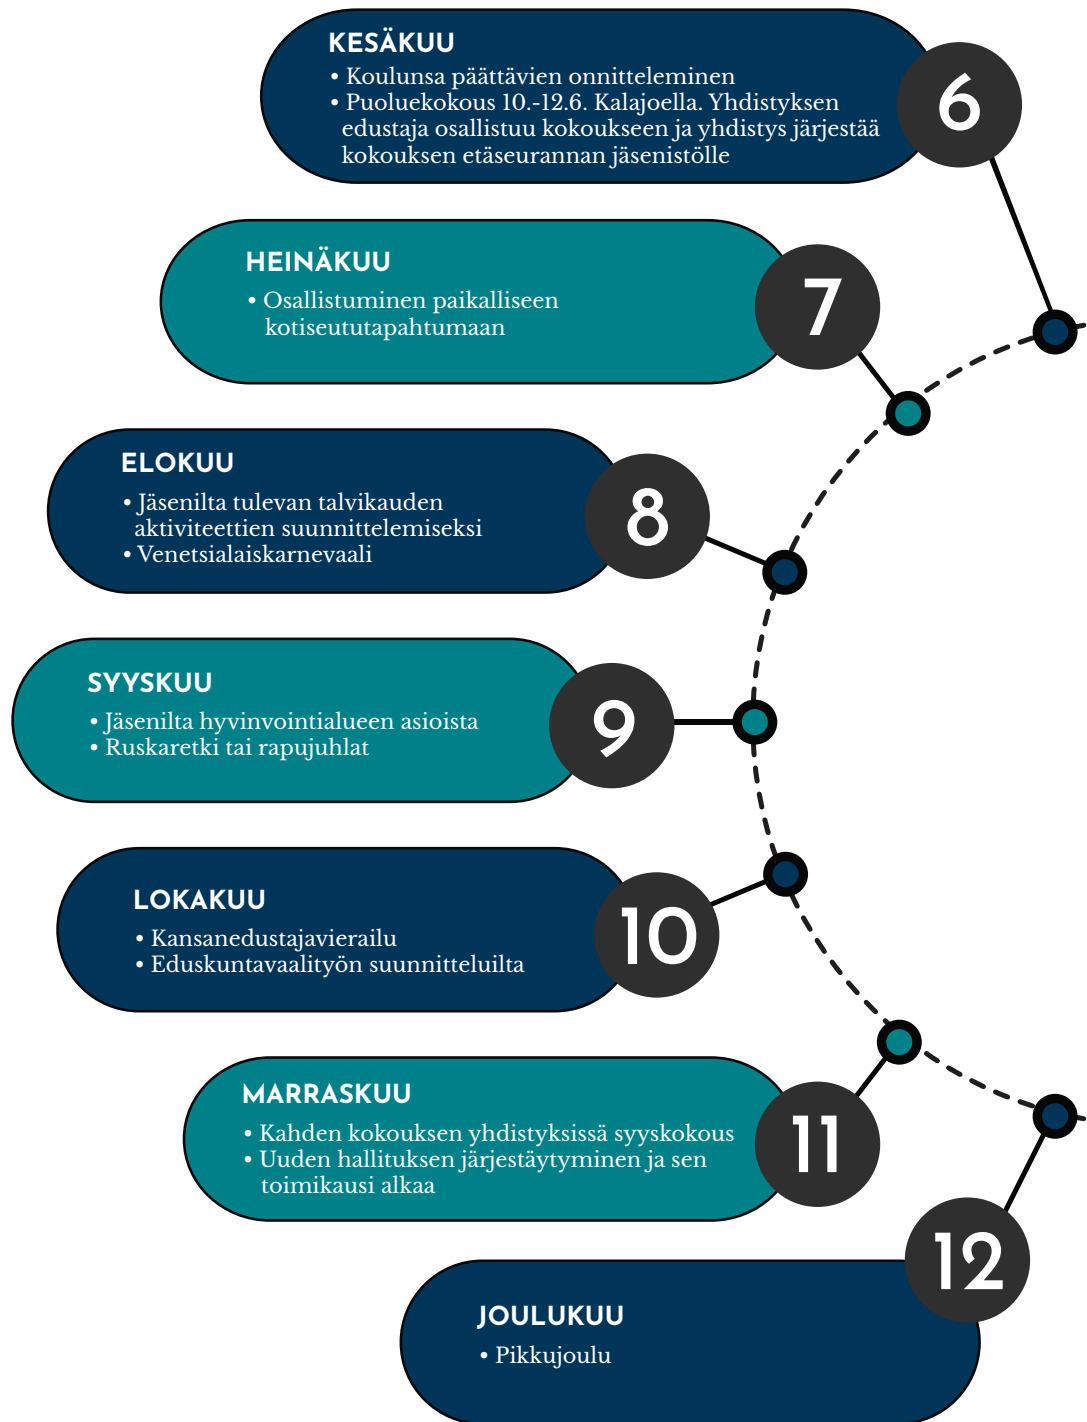 KESÄKUU
• Koulunsa päättävien onnitteleminen
• Puoluekokous 10.-12.6. Kalajoella. Yhdistyksen
edustaja osallistuu kokoukseen ja yhdistys järjestää
kokouksen etäseurannan jäsenistölle
6
HEINÄKUU
• Osallistuminen paikalliseen
kotiseututapahtumaan
7
ELOKUU
• Jäsenilta tulevan talvikauden
aktiviteettien suunnittelemiseksi
• Venetsialaiskarnevaali
8
SYYSKUU
• Jäsenilta hyvinvointialueen asioista
• Ruskaretki tai rapujuhlat
9
LOKAKUU
• Kansanedustajavierailu
• Eduskuntavaalityön suunnitteluilta
10
MARRASKUU
• Kahden kokouksen yhdistyksissä syyskokous
• Uuden hallituksen järjestäytyminen ja sen
toimikausi alkaa
11
JOULUKUU
• Pikkujoulu
12